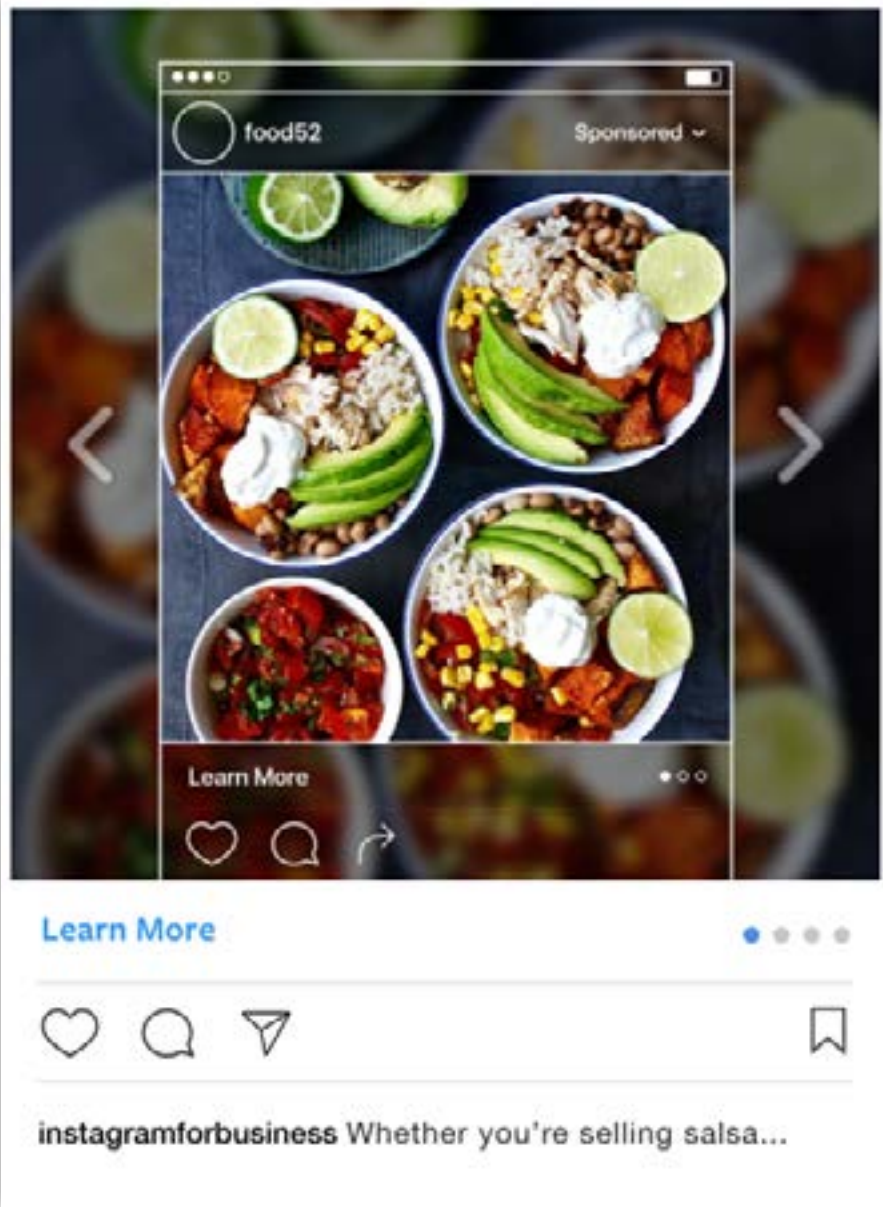 food52 Sponsored
Learn More
Learn More
instagramforbusiness Whether you're selling salsa...